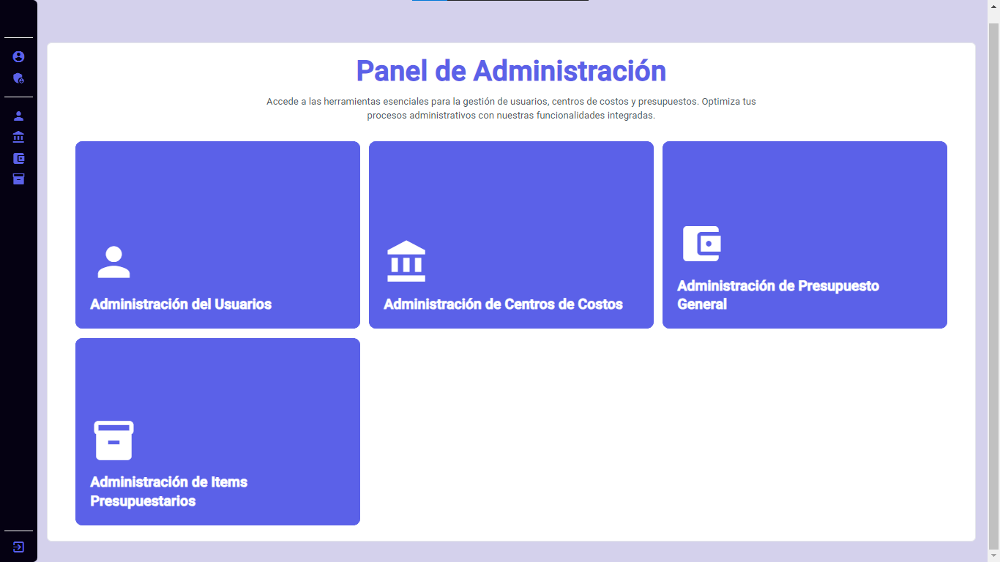 Panel de Administración
Accede a las herramientas esenciales para la gestión de usuarios, centros de costos y presupuestos. Optimiza tus
procesos administrativos con nuestras funcionalidades integradas.
Administración del Usuarios
Administración de Centros de Costos
Administración de Presupuesto
General
Administración de Items
Presupuestarios